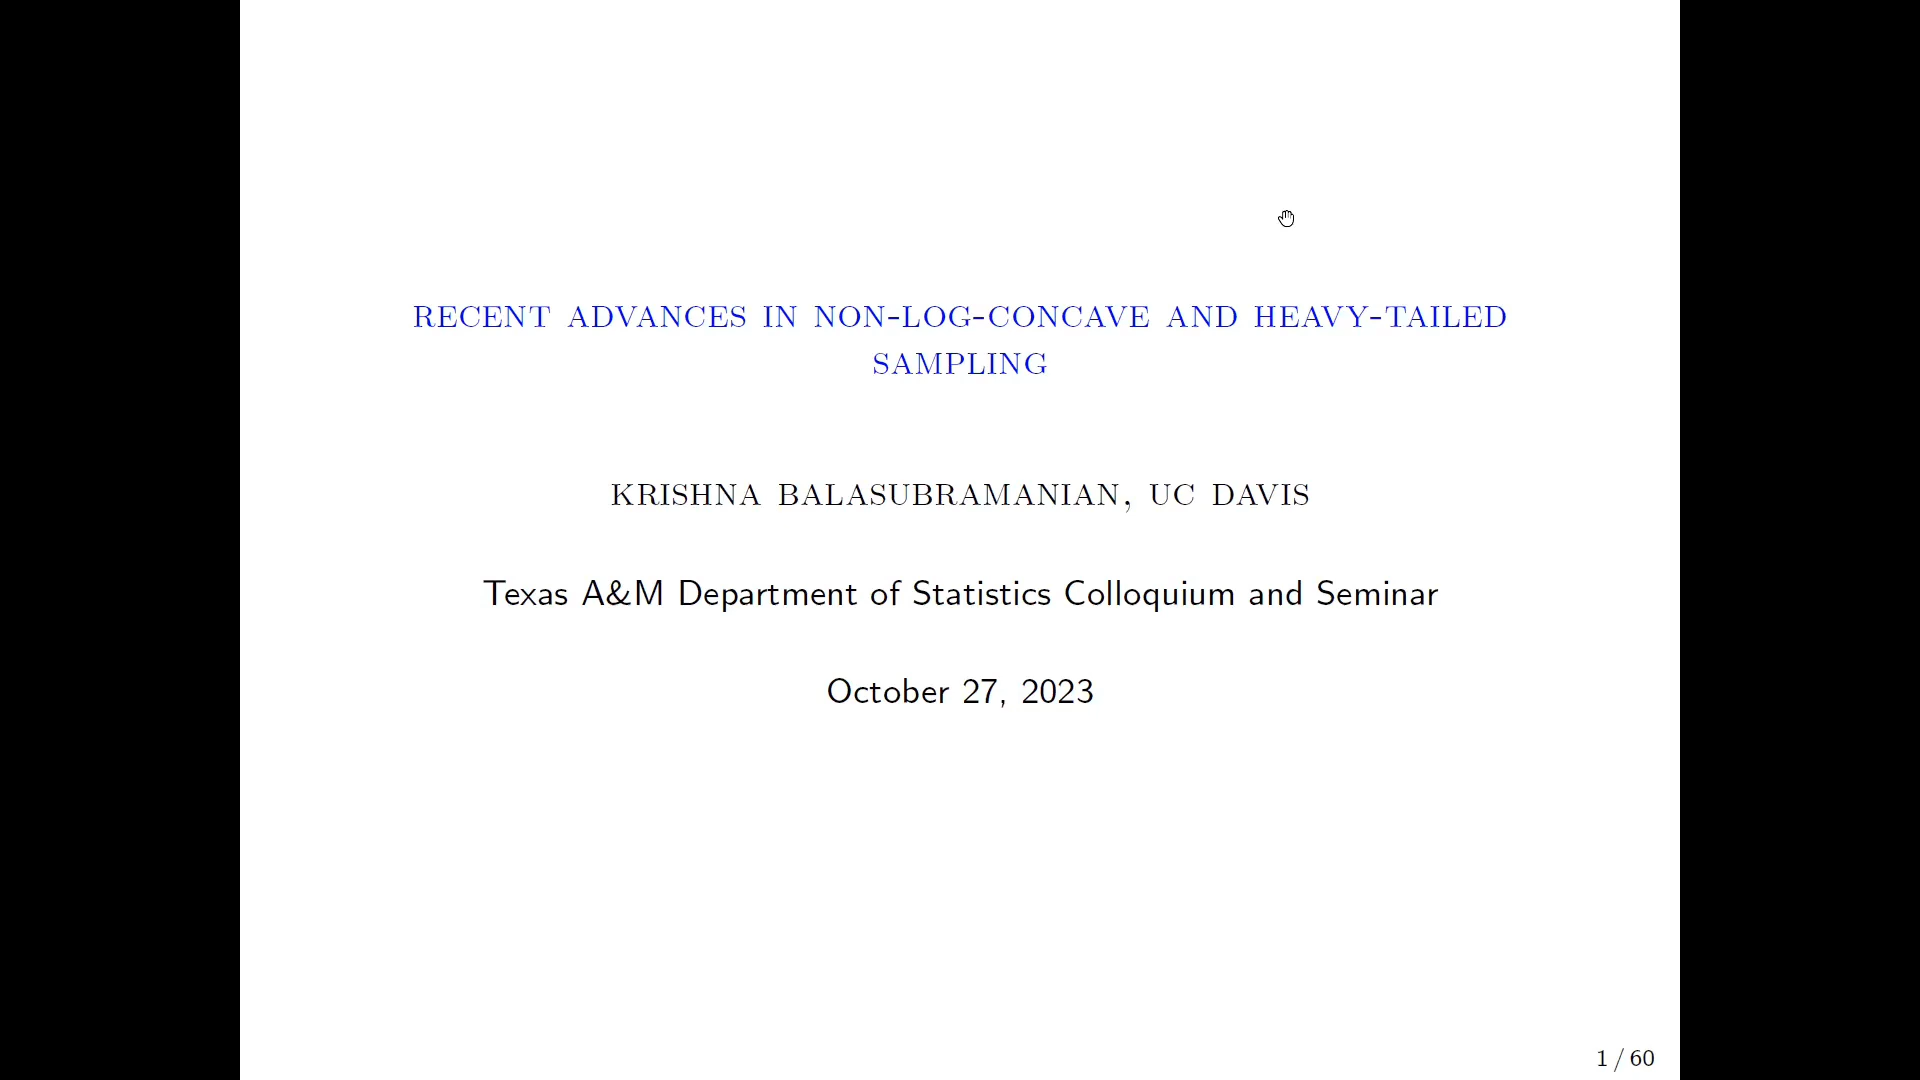 RECENT ADVANCES IN NON-LOG-CONCAVE AND HEAVY-TAILED
SAMPLING
KRISHNA BALASUBRAMANIAN, UC DAVIS
Texas A&M Department of Statistics Colloquium and Seminar
October 27, 2023
1 / 60